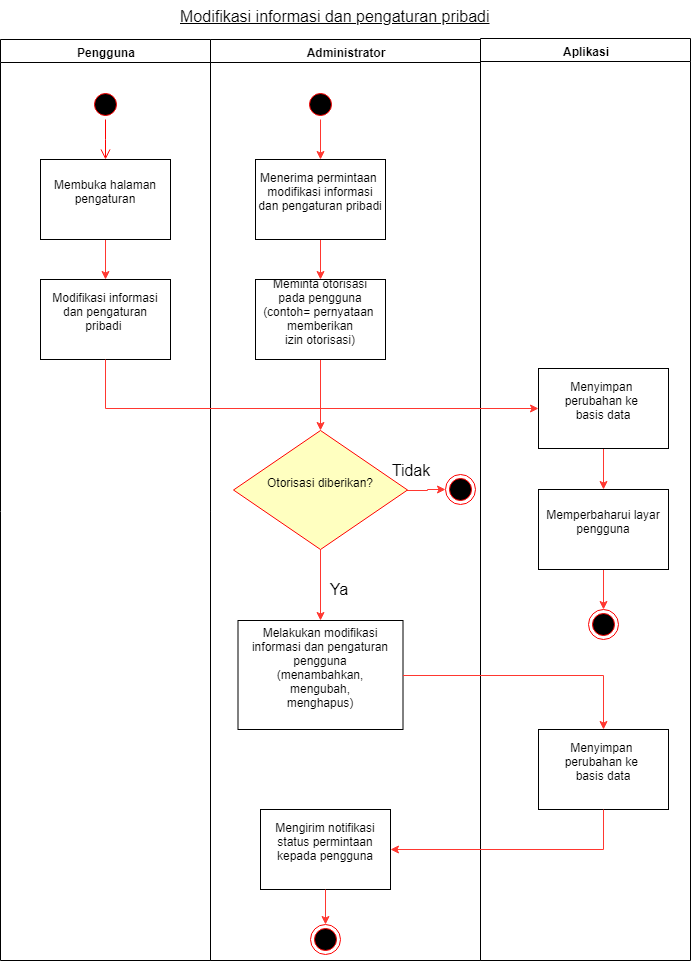 Modifikasi informasi dan pengaturan pribadi
Pengguna
Administrator
Aplikasi
Membuka halaman
pengaturan
Menerima permintaan
modifikasi informasi
dan pengaturan pribadi
Modifikasi informasi
dan pengaturan
pribadi
Meminta otorisasi
pada pengguna
(contoh= pernyataan
memberikan
izin otorisasi)
Menyimpan
perubahan ke
basis data
Otorisasi diberikan?
Tidak
Memperbaharui layar
pengguna
Ya
Melakukan modifikasi
informasi dan pengaturan
pengguna
(menambahkan,
mengubah,
menghapus)
Menyimpan
perubahan ke
basis data
Mengirim notifikasi
status permintaan
kepada pengguna